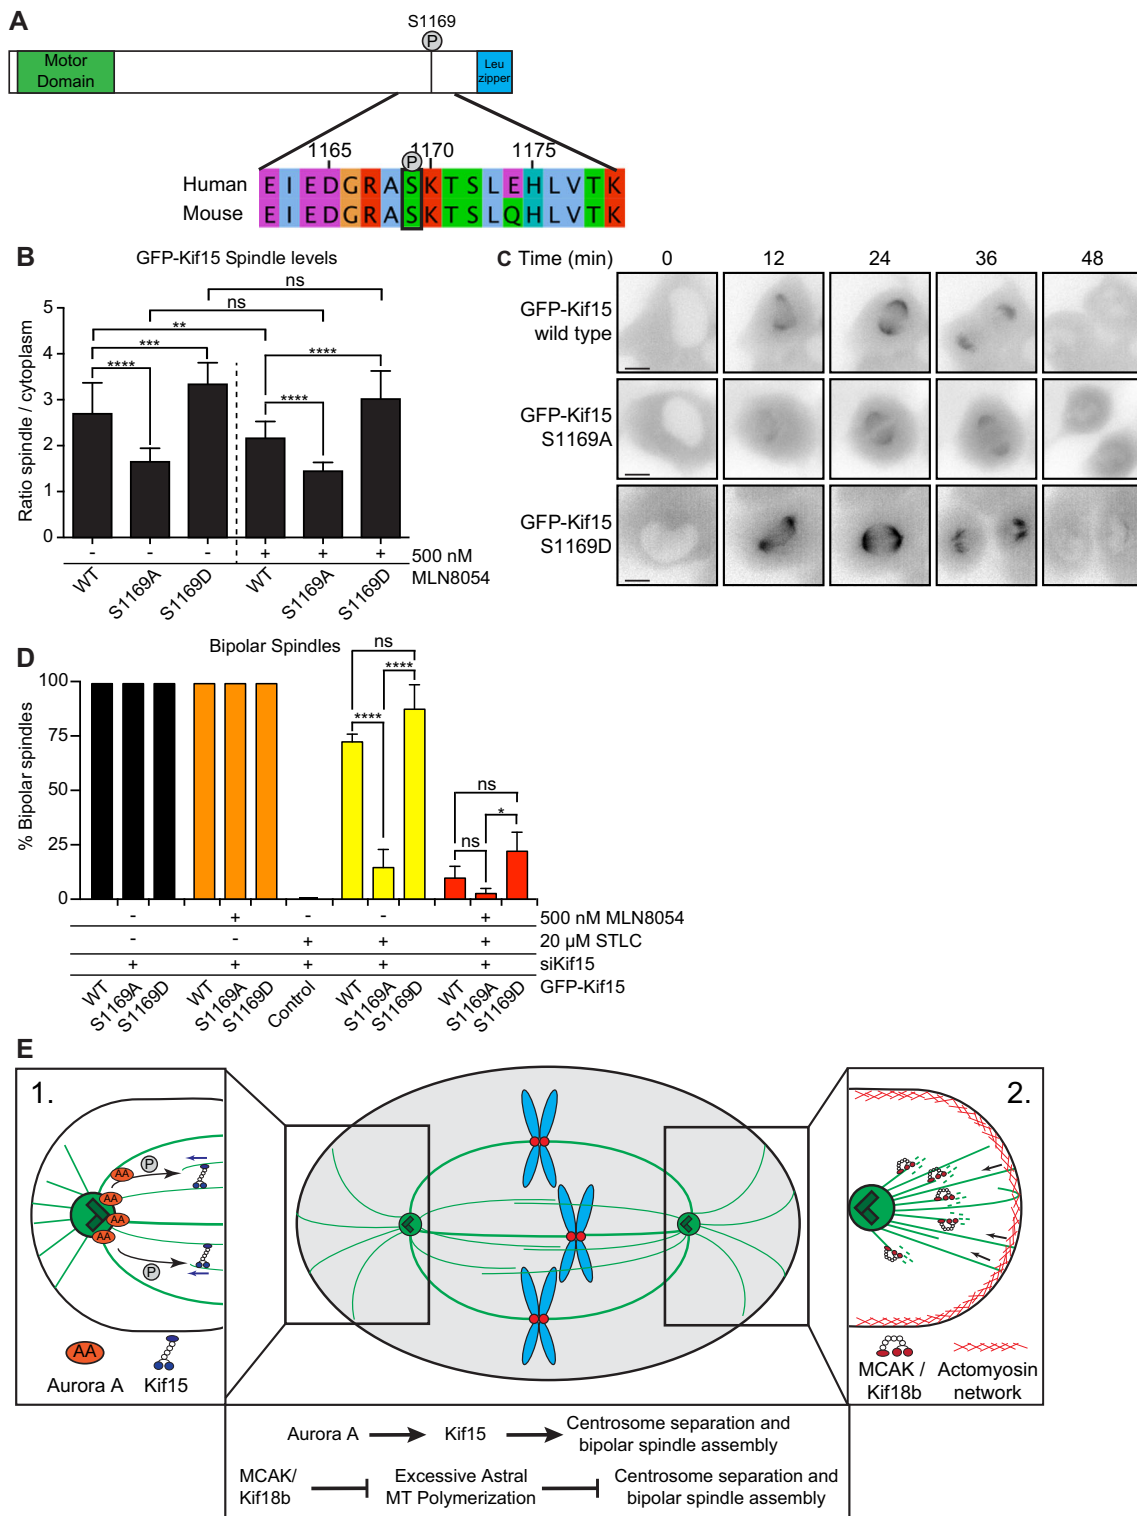 A
S1169
P
Motor
Domain
Leu
zipper
1165
P
1170
1175
Human
E I E D G R A S K T S L E H L V T K
Mouse
E I E D G R A S K T S L Q H L V T K
B
GFP-Kif15 Spindle levels
ns
ns
**
***
****
****
****
Ratio spindle / cytoplasm
5
4
3
2
1
0
- - - + + +
500 nM
MLN8054
WT
S1169A
S1169D
WT
S1169A
S1169D
C Time (min) 0 12 24 36 48
GFP-Kif15
wild type
GFP-Kif15
S1169A
GFP-Kif15
S1169D
D
Bipolar Spindles
ns
****
****
ns
*
ns
% Bipolar spindles
100
75
50
25
0
- + - - + 500 nM MLN8054
- - + + + 20 µM STLC
+ + + + + siKif15
GFP-Kif15
WT
S1169A
S1169D
WT
S1169A
S1169D
Control
WT
S1169A
S1169D
WT
S1169A
S1169D
E
1.
P
AA
AA
AA
AA
P
AA
Aurora A
Kif15
2.
MCAK /
Kif18b
Actomyosin
network
Aurora A
Kif15
Centrosome separation and
bipolar spindle assembly
MCAK/
Kif18b
Excessive Astral
MT Polymerization
Centrosome separation and
bipolar spindle assembly